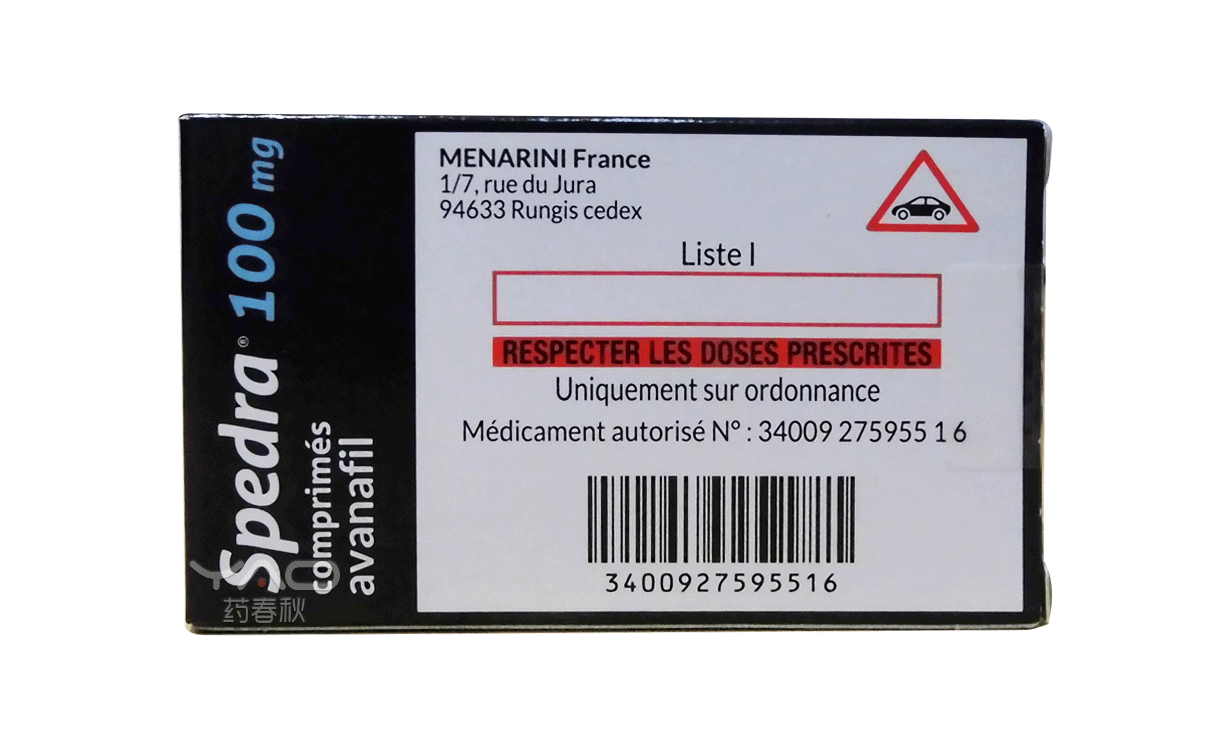 Spedra® 100 mg
comprimés
avanafil
MENARINI France
1/7, rue du Jura
94633 Rungis cedex
Liste I
RESPECTER LES DOSES PRESCRITES
Uniquement sur ordonnance
Médicament autorisé N° : 34009 275955 1 6
3400927595516
YAO
药春秋